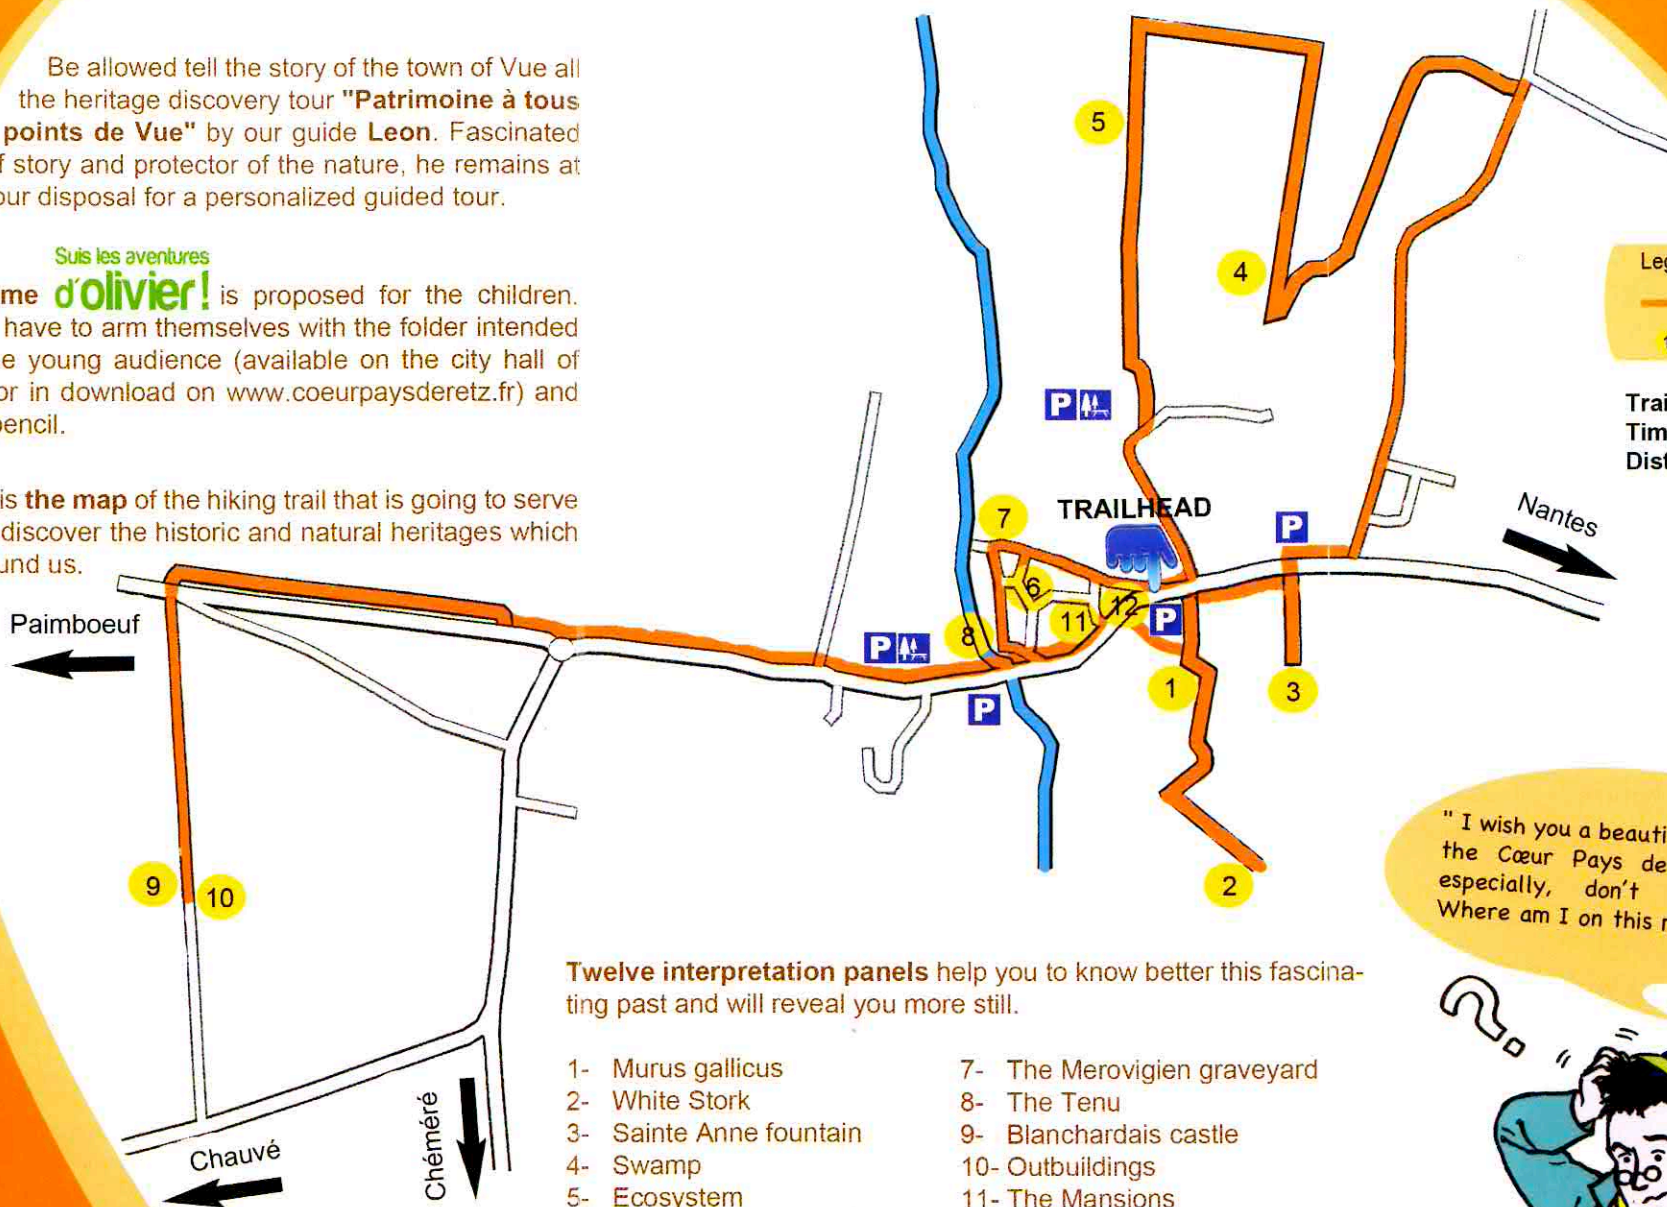 Be allowed tell the story of the town of Vue all
the heritage discovery tour "Patrimoine à tous
points de Vue" by our guide Leon. Fascinated
story and protector of the nature, he remains at
our disposal for a personalized guided tour.
Suis les aventures
me d'olivier! is proposed for the children.
have to arm themselves with the folder intended
e young audience (available on the city hall of
or in download on www.coeurpaysderetz.fr) and
pencil.
is the map of the hiking trail that is going to serve
discover the historic and natural heritages which
und us.
Paimboeuf
Chauvé
Chéméré
Nantes
TRAILHEAD
P
P
P
P
P
1
2
3
4
5
6
7
8
9
10
11
12
Leg
1
Trai
Tim
Dist
" I wish you a beauti
the Cœur Pays de
especially, don't
Where am I on this
?
Twelve interpretation panels help you to know better this fascina-
ting past and will reveal you more still.
1- Murus gallicus
2- White Stork
3- Sainte Anne fountain
4- Swamp
5- Ecosystem
7- The Merovigien graveyard
8- The Tenu
9- Blanchardais castle
10- Outbuildings
11- The Mansions